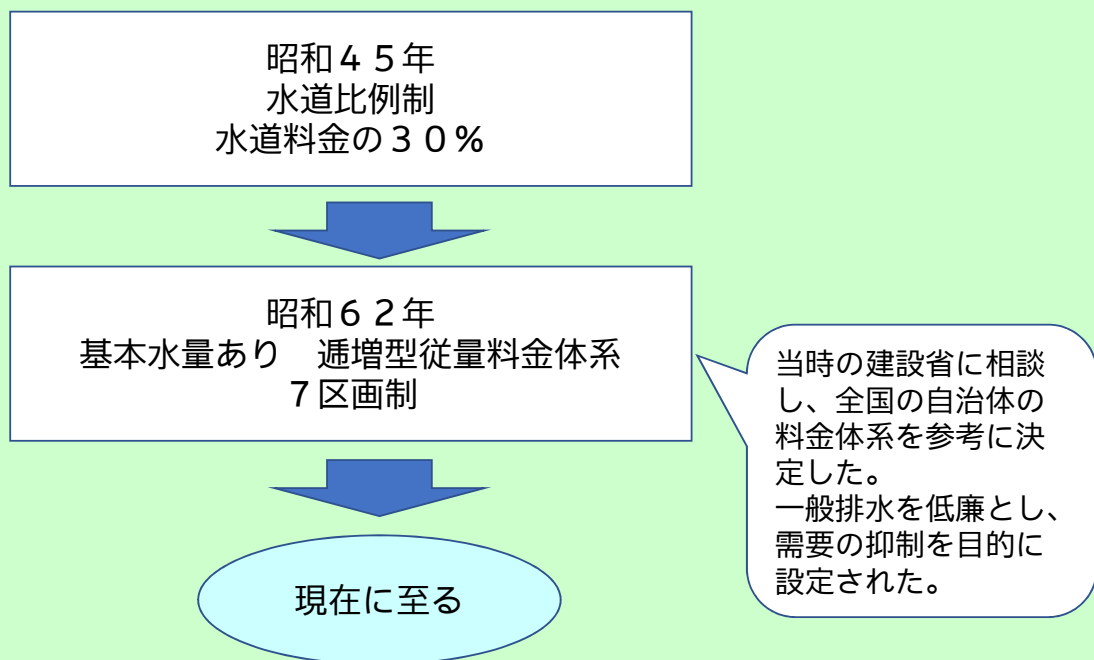 昭和４５年
水道比例制
水道料金の３０%
昭和６２年
基本水量あり　逓増型従量料金体系
７区画制
当時の建設省に相談
し、全国の自治体の
料金体系を参考に決
定した。
一般排水を低廉とし、
需要の抑制を目的に
設定された。
現在に至る